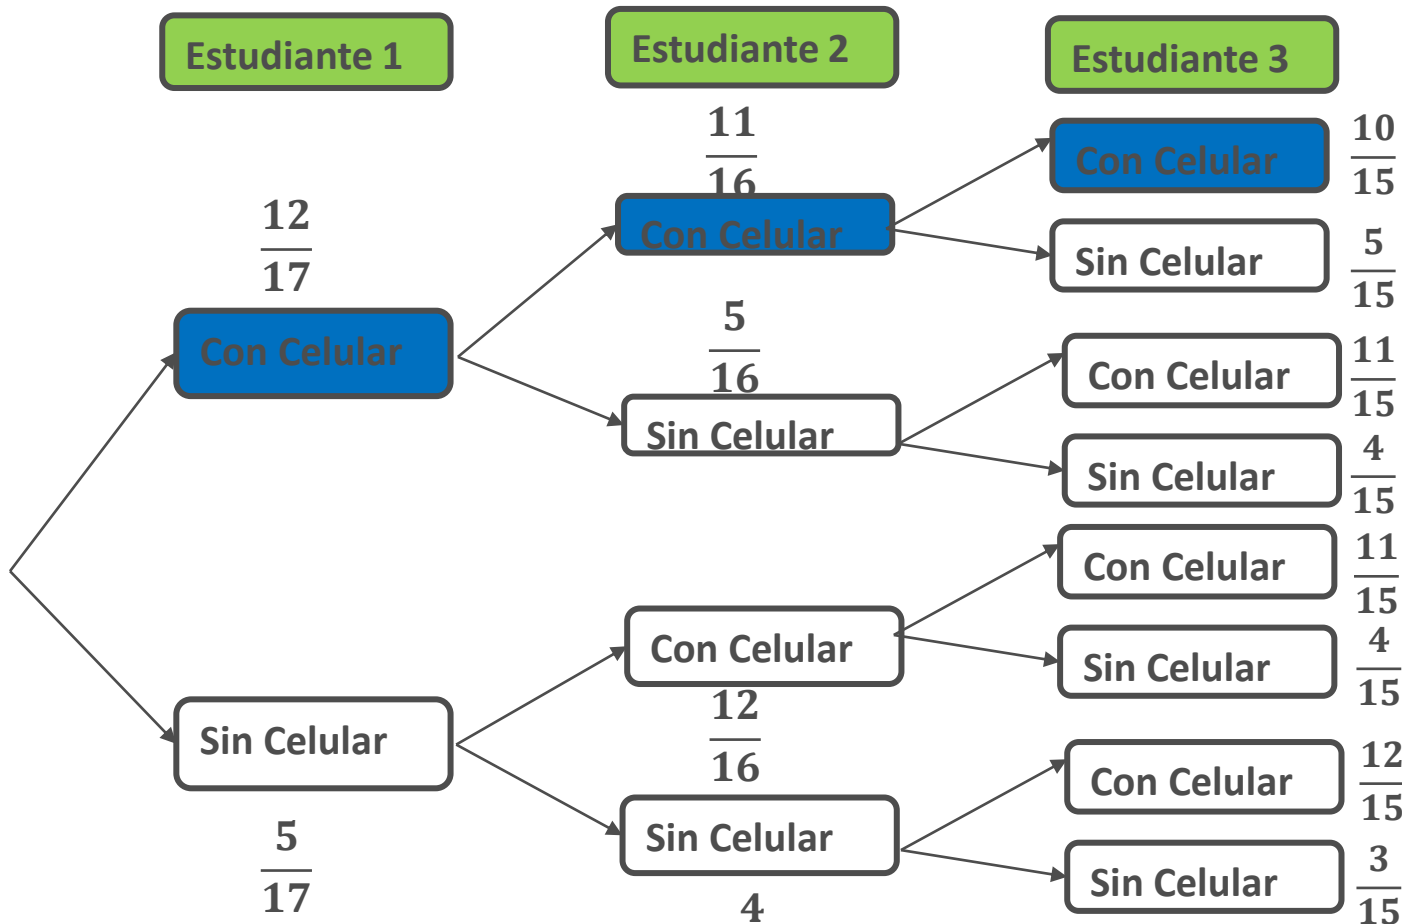 Estudiante 1
Estudiante 2
Estudiante 3
12
17
Con Celular
5
17
Sin Celular
11
16
Con Celular
5
16
Sin Celular
Con Celular
12
16
Sin Celular
4
Con Celular
10
15
Sin Celular
5
15
Con Celular
11
15
Sin Celular
4
15
Con Celular
11
15
Sin Celular
4
15
Con Celular
12
15
Sin Celular
3
15